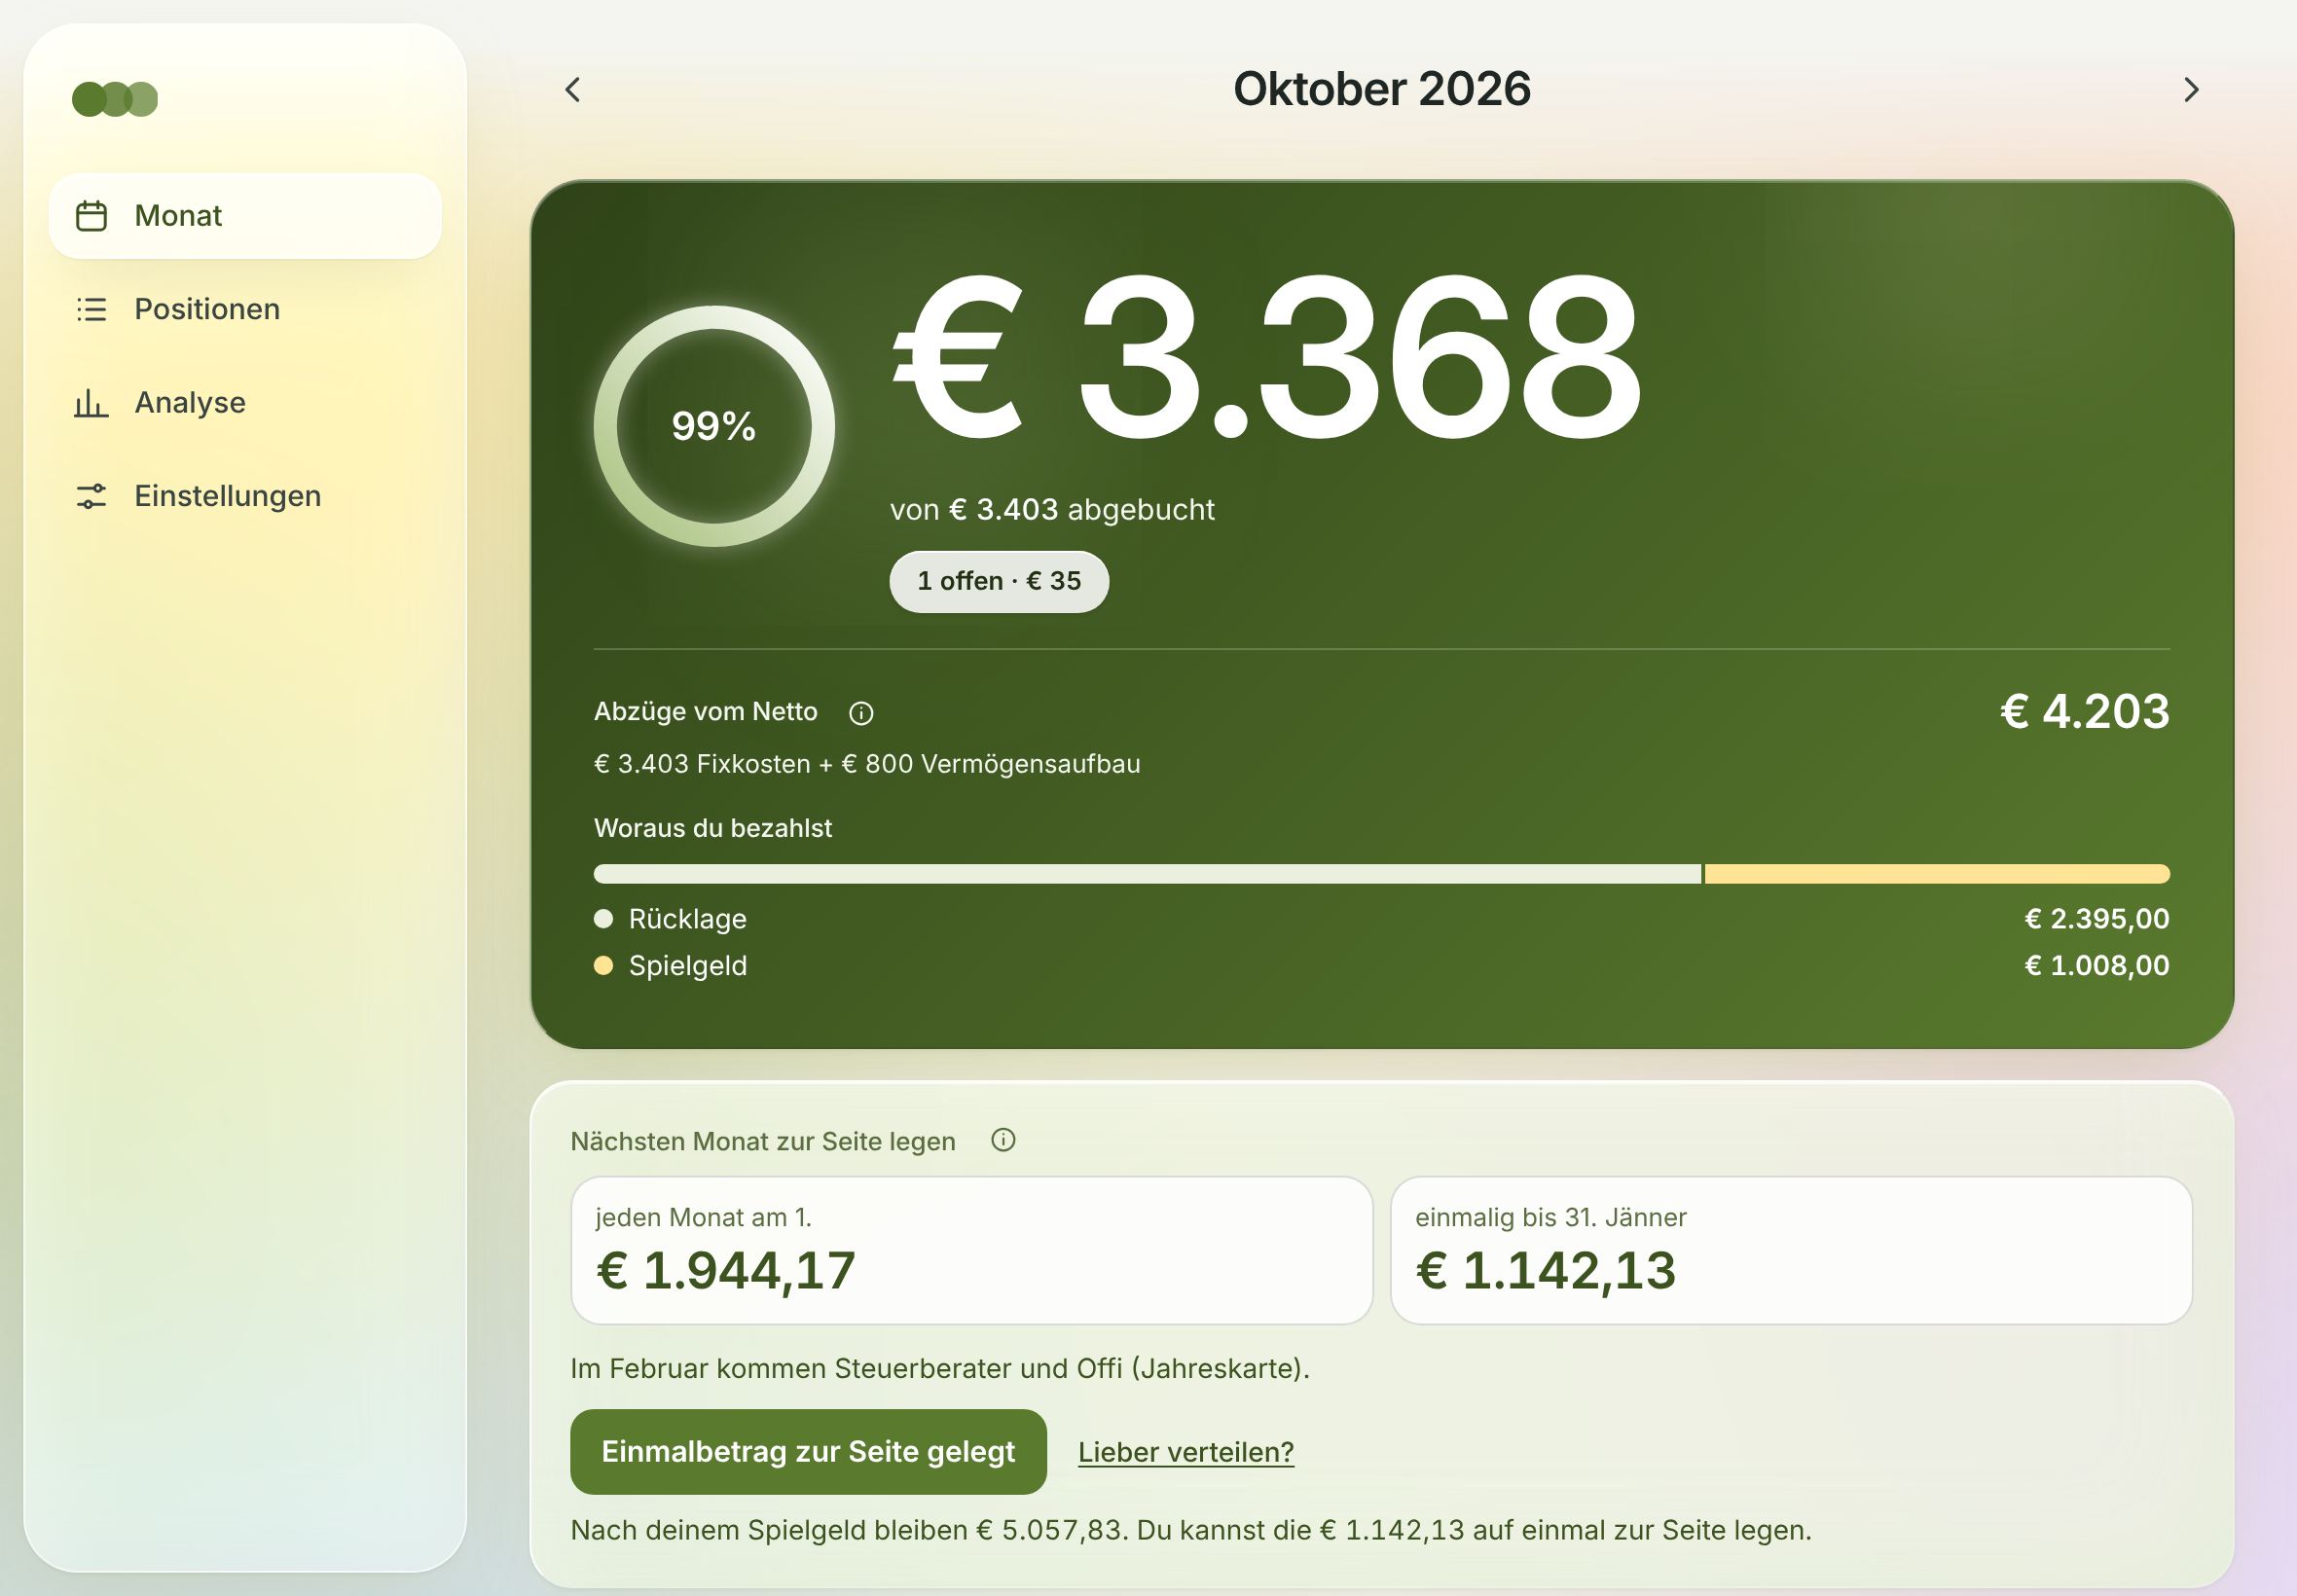 Oktober 2026
Monat
Positionen
Analyse
Einstellungen
99%
€ 3.368
von € 3.403 abgebucht
1 offen · € 35
Abzüge vom Netto
€ 4.203
€ 3.403 Fixkosten + € 800 Vermögensaufbau
Woraus du bezahlst
Rücklage
€ 2.395,00
Spielgeld
€ 1.008,00
Nächsten Monat zur Seite legen
jeden Monat am 1.
€ 1.944,17
einmalig bis 31. Jänner
€ 1.142,13
Im Februar kommen Steuerberater und Offi (Jahreskarte).
Einmalbetrag zur Seite gelegt
Lieber verteilen?
Nach deinem Spielgeld bleiben € 5.057,83. Du kannst die € 1.142,13 auf einmal zur Seite legen.